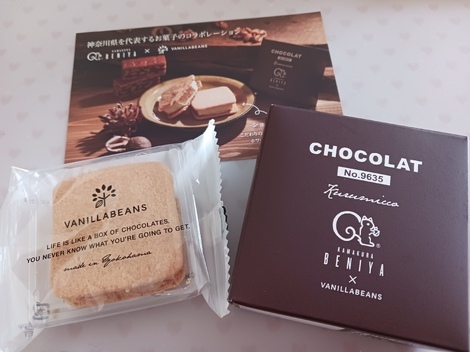 神奈川県を代表するお菓子のコラボレーション
KAMAKURA
BENIYA
×
VANILLABEANS
CHOCOLAT
VANILLABEANS
LIFE IS LIKE A BOX OF CHOCOLATES.
YOU NEVER KNOW WHAT YOU'RE GOING TO GET.
made in Yokohama
CHOCOLAT
No.9635
Kurumicco
KAMAKURA
BENIYA
×
VANILLABEANS